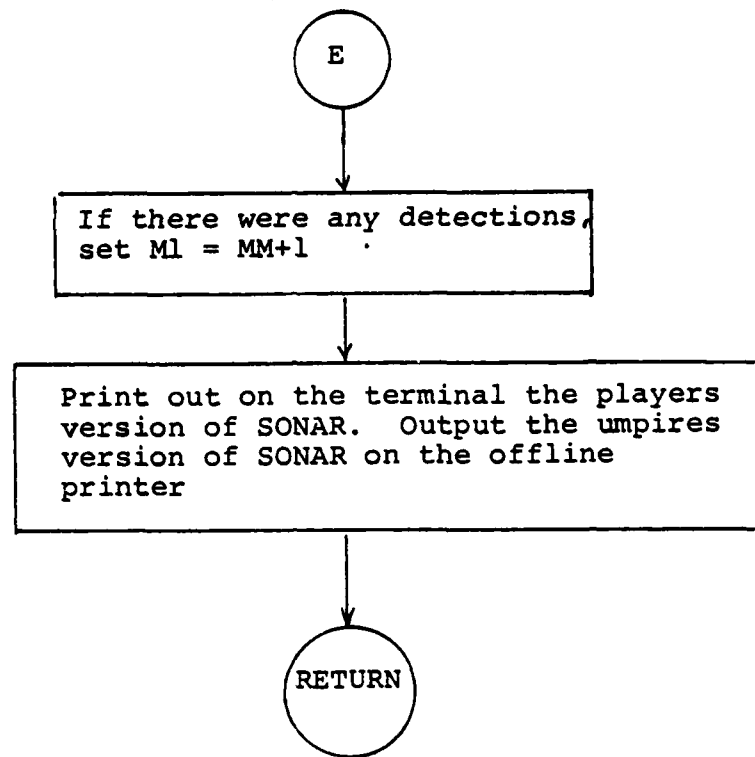 E
If there were any detections,
set M1 = MM+1
Print out on the terminal the players
version of SONAR.  Output the umpires
version of SONAR on the offline
printer
RETURN